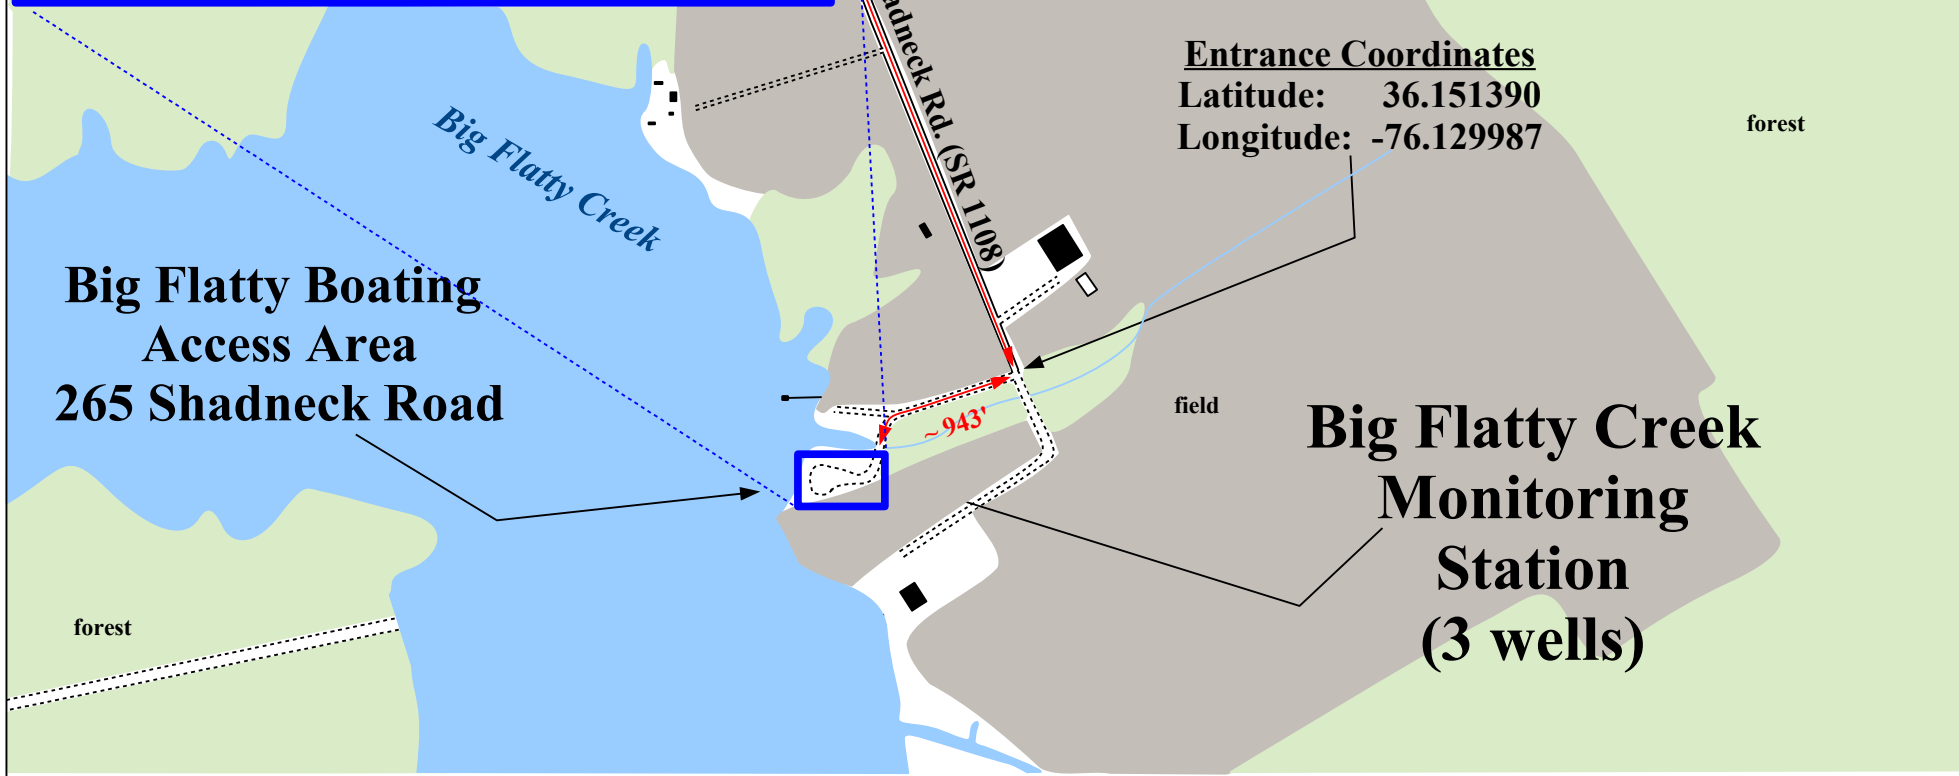 adneck Rd. (SR 1108)
Entrance Coordinates
Latitude: 36.151390
Longitude: -76.129987
forest
Big Flatty Creek
Big Flatty Boating
Access Area
265 Shadneck Road
~ 943'
field
Big Flatty Creek
Monitoring
Station
(3 wells)
forest